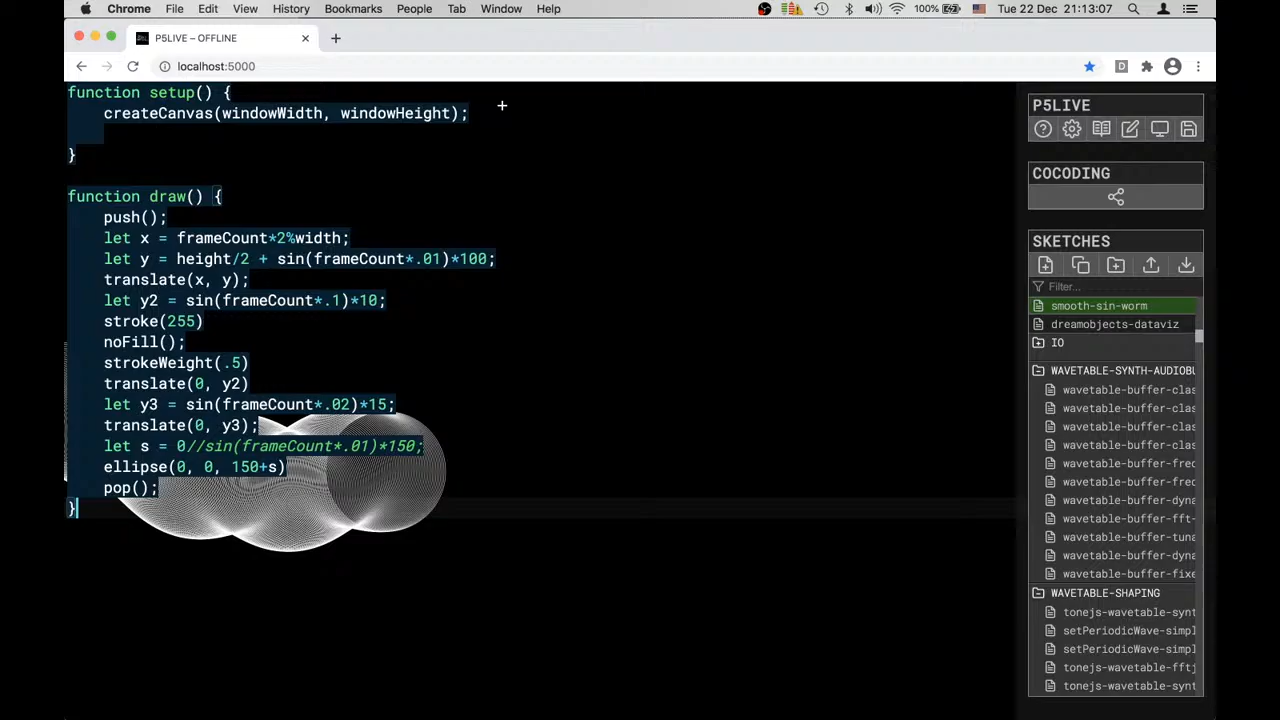 Chrome File Edit View History Bookmarks People Tab Window Help 100% Tue 22 Dec 21:13:07
P5LIVE – OFFLINE
localhost:5000
function setup() {
createCanvas(windowWidth, windowHeight);
}
function draw() {
push();
let x = frameCount*2%width;
let y = height/2 + sin(frameCount*.01)*100;
translate(x, y);
let y2 = sin(frameCount*.1)*10;
stroke(255)
noFill();
strokeWeight(.5)
translate(0, y2)
let y3 = sin(frameCount*.02)*15;
translate(0, y3);
let s = 0//sin(frameCount*.01)*150;
ellipse(0, 0, 150+s)
pop();
}
P5LIVE
COCODING
SKETCHES
Filter...
smooth-sin-worm
dreamobjects-dataviz
IO
WAVETABLE-SYNTH-AUDIOBU
wavetable-buffer-clas
wavetable-buffer-clas
wavetable-buffer-clas
wavetable-buffer-clas
wavetable-buffer-fred
wavetable-buffer-fred
wavetable-buffer-dyna
wavetable-buffer-fft-
wavetable-buffer-tuna
wavetable-buffer-dyna
wavetable-buffer-fixe
WAVETABLE-SHAPING
tonejs-wavetable-synt
setPeriodicWave-simpl
setPeriodicWave-simpl
tonejs-wavetable-fftj
tonejs-wavetable-synt